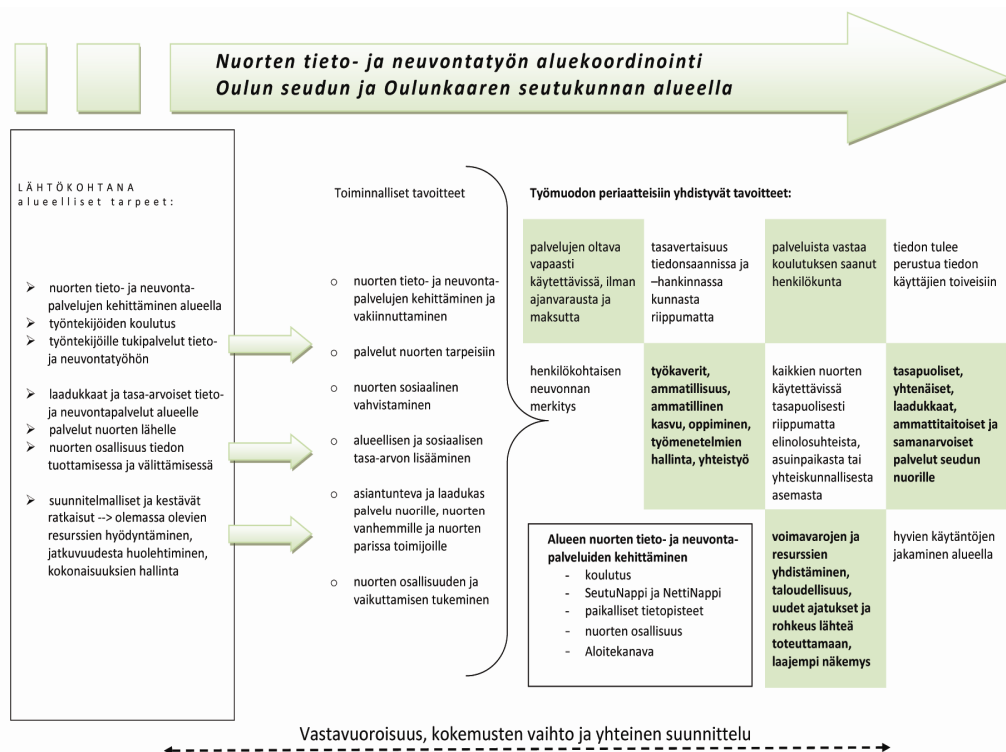 Nuorten tieto- ja neuvontatyön aluekoordinointi
Oulun seudun ja Oulunkaaren seutukunnan alueella
LÄHTÖKOHTANA
alueelliset tarpeet:
nuorten tieto- ja neuvonta-
palvelujen kehittäminen alueella
työntekijöiden koulutus
työntekijöille tukipalvelut tieto-
ja neuvontatyöhön
laadukkaat ja tasa-arvoiset tieto-
ja neuvontapalvelut alueelle
palvelut nuorten lähelle
nuorten osallisuus tiedon
tuottamisessa ja välittämisessä
suunnitelmalliset ja kestävät
ratkaisut --> olemassa olevien
resurssien hyödyntäminen,
jatkuvuudesta huolehtiminen,
kokonaisuuksien hallinta
Toiminnalliset tavoitteet
o nuorten tieto- ja neuvonta-
palvelujen kehittäminen ja
vakiinnuttaminen
o palvelut nuorten tarpeisiin
o nuorten sosiaalinen
vahvistaminen
o alueellisen ja sosiaalisen
tasa-arvon lisääminen
o asiantunteva ja laadukas
palvelu nuorille, nuorten
vanhemmille ja nuorten
parissa toimijoille
o nuorten osallisuuden ja
vaikuttamisen tukeminen
Työmuodon periaatteisiin yhdistyvät tavoitteet:
palvelujen oltava
vapaasti
käytettävissä, ilman
ajanvarausta ja
maksutta
tasavertaisuus
tiedonsaannissa ja
–hankinnassa
kunnasta
riippumatta
palveluista vastaa
koulutuksen saanut
henkilökunta
tiedon tulee
perustua tiedon
käyttäjien toiveisiin
henkilökohtaisen
neuvonnan
merkitys
työkaverit,
ammatillisuus,
ammatillinen
kasvu, oppiminen,
työmenetelmien
hallinta, yhteistyö
kaikkien nuorten
käytettävissä
tasapuolisesti
riippumatta
elinolosuhteista,
asuinpaikasta tai
yhteiskunnallisesta
asemasta
tasapuoliset,
yhtenäiset,
laadukkaat,
ammattitaitoiset ja
samanarvoiset
palvelut seudun
nuorille
Alueen nuorten tieto- ja neuvonta-
palveluiden kehittäminen
- koulutus
- SeutuNappi ja NettiNappi
- paikalliset tietopisteet
- nuorten osallisuus
- Aloitekanava
voimavarojen ja
resurssien
yhdistäminen,
taloudellisuus,
uudet ajatukset ja
rohkeus lähteä
toteuttamaan,
laajempi näkemys
hyvien käytäntöjen
jakaminen alueella
Vastavuoroisuus, kokemusten vaihto ja yhteinen suunnittelu